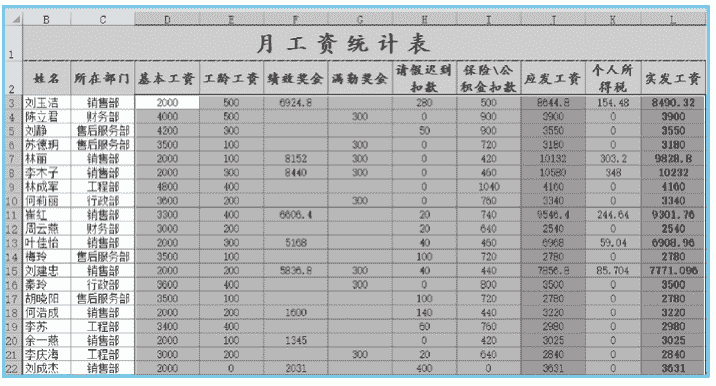 B C D E F G H I J K L
1 月工资统计表
2 姓名 所在部门 基本工资 工龄工资 绩效奖金 满勤奖金 请假迟到扣款 保险\公积金扣款 应发工资 个人所得税 实发工资
3 刘玉洁 销售部 2000 500 6924.8 280 500 8644.8 154.48 8490.32
4 陈立君 财务部 4000 500 300 0 900 3900 0 3900
5 刘静 售后服务部 4200 300 50 900 3550 0 3550
6 苏德玥 售后服务部 3500 100 300 0 720 3180 0 3180
7 林丽 销售部 2000 100 8152 300 0 420 10132 303.2 9828.8
8 李木子 销售部 2000 300 8440 300 0 460 10580 348 10232
9 林成军 工程部 4800 400 0 1040 4160 0 4160
10 何莉丽 行政部 3600 200 300 0 760 3340 0 3340
11 崔红 销售部 3300 400 6606.4 20 740 9546.4 244.64 9301.76
12 周云燕 财务部 3000 200 20 640 2540 0 2540
13 叶佳怡 销售部 2000 300 5168 40 460 6968 59.04 6908.96
14 梅玲 售后服务部 3500 100 100 720 2780 0 2780
15 刘建忠 销售部 2000 200 5836.8 300 40 440 7856.8 85.704 7771.096
16 秦玲 行政部 3600 400 300 0 800 3500 0 3500
17 胡晓阳 售后服务部 3500 100 100 720 2780 0 2780
18 何浩成 销售部 2000 200 1600 140 440 3220 0 3220
19 李苏 工程部 3400 400 60 760 2980 0 2980
20 余一燕 销售部 2000 100 1345 0 420 3025 0 3025
21 李庆海 工程部 3000 200 300 20 640 2840 0 2840
22 刘成杰 销售部 2000 0 2031 400 0 3631 0 3631